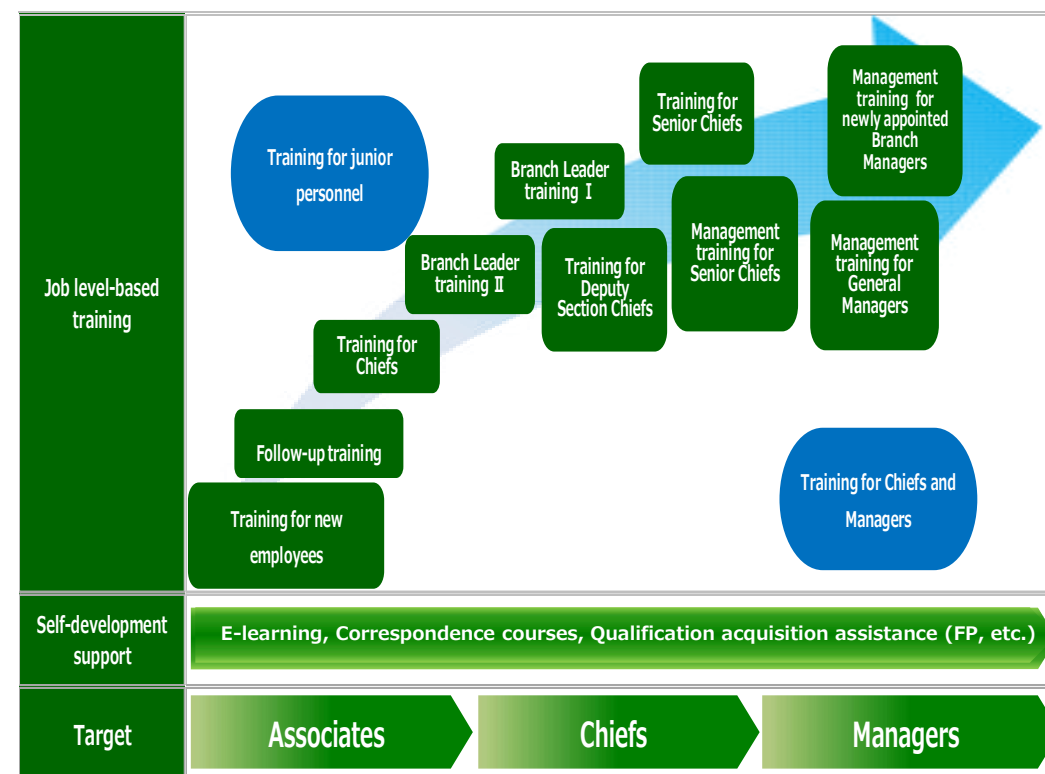 Job level-based
training
Training for junior
personnel
Training for new
employees
Follow-up training
Training for
Chiefs
Branch Leader
training Ⅱ
Branch Leader
training Ⅰ
Training for
Deputy
Section Chiefs
Training for
Senior Chiefs
Management
training for
Senior Chiefs
Management
training for
newly appointed
Branch
Managers
Management
training for
General
Managers
Training for Chiefs and
Managers
Self-development
support
E-learning, Correspondence courses, Qualification acquisition assistance (FP, etc.)
Target
Associates
Chiefs
Managers